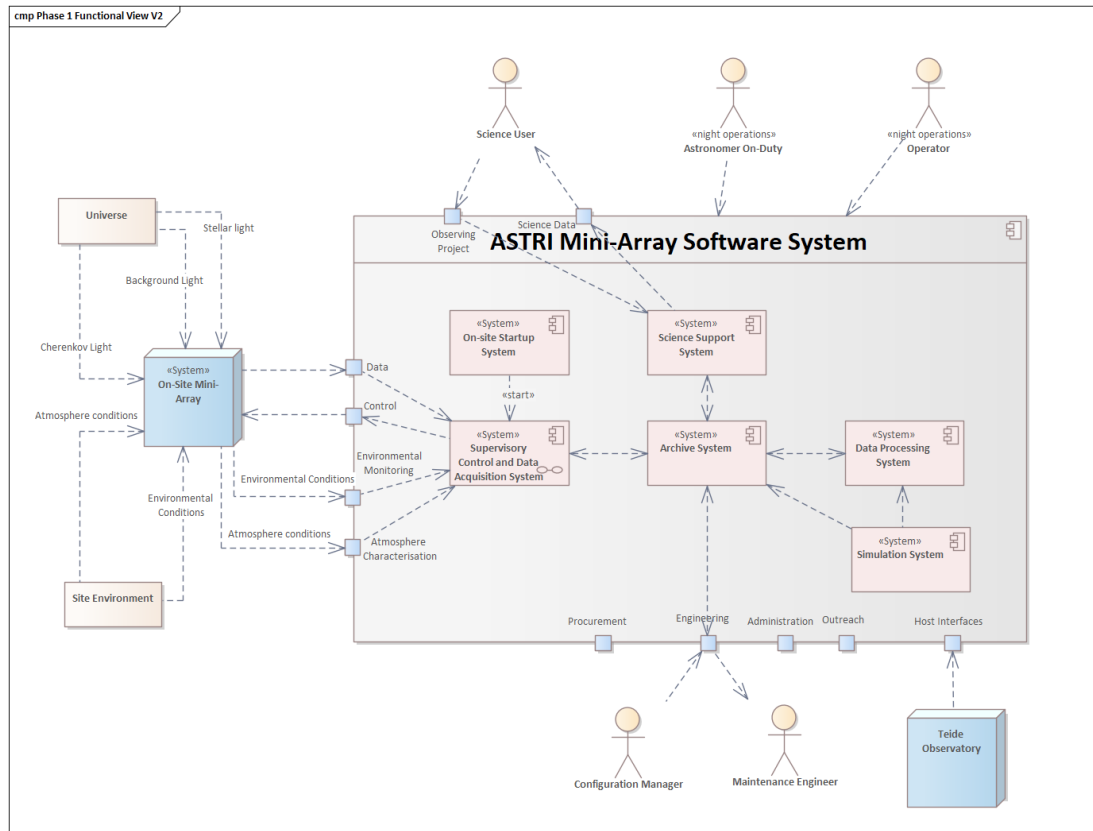 cmp Phase 1 Functional View V2
Science User
«night operations»
Astronomer On-Duty
«night operations»
Operator
Universe
Stellar light
Observing
Project
Science Data
ASTRI Mini-Array Software System
Background Light
Cherenkov Light
«System»
On-Site Mini-
Array
Data
Control
«System»
On-site Startup
System
«System»
Science Support
System
«start»
Atmosphere conditions
Environmental
Monitoring
«System»
Supervisory
Control and Data
Acquisition System
«System»
Archive System
«System»
Data Processing
System
Environmental Conditions
Environmental
Conditions
Atmosphere conditions
Atmosphere
Characterisation
«System»
Simulation System
Site Environment
Procurement
Engineering
Administration
Outreach
Host Interfaces
Configuration Manager
Maintenance Engineer
Teide
Observatory